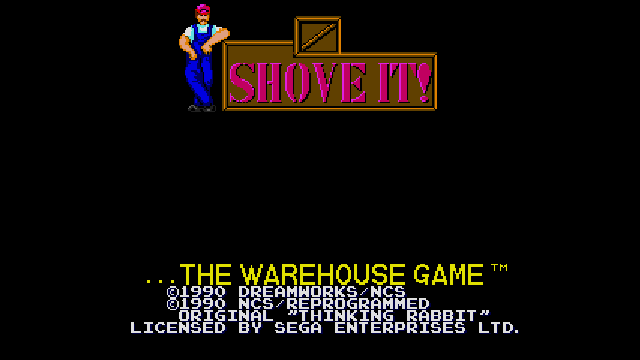 SHOVE IT!
...THE WAREHOUSE GAME™
©1990 DREAMWORKS/NCS
©1990 NCS/REPROGRAMMED
ORIGINAL "THINKING RABBIT"
LICENSED BY SEGA ENTERPRISES LTD.